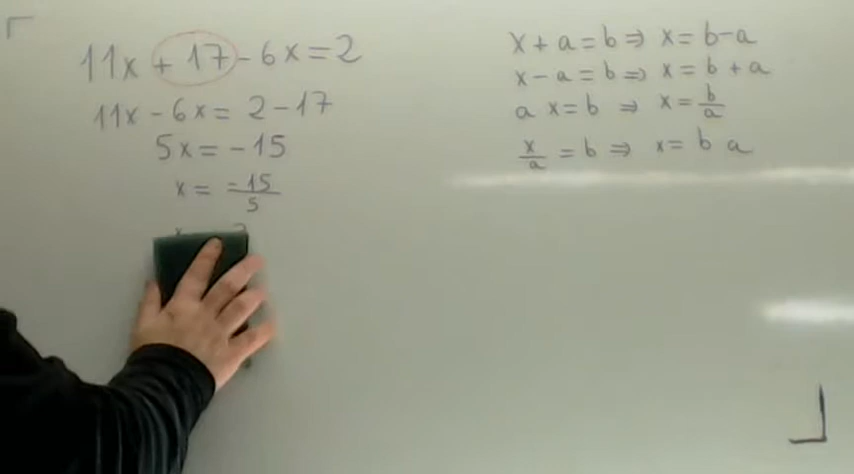 11x + 17 - 6x = 2
11x - 6x = 2 - 17
5x = -15
x = -15/5
x + a = b ⇒ x = b - a
x - a = b ⇒ x = b + a
a x = b ⇒ x = b/a
x/a = b ⇒ x = b a